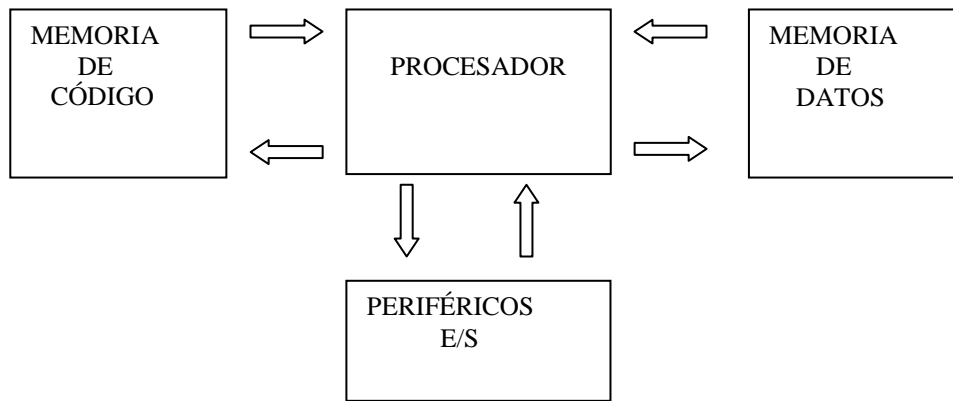 MEMORIA
DE
CÓDIGO
PROCESADOR
MEMORIA
DE
DATOS
PERIFÉRICOS
E/S